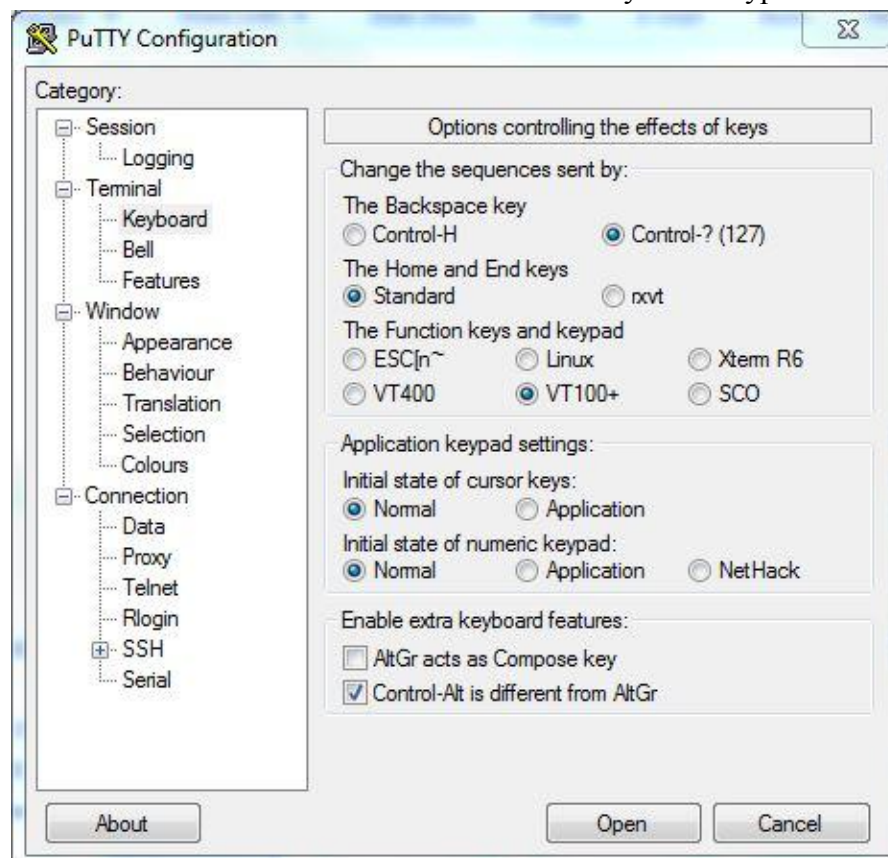 PuTTY Configuration
Category:
Session
Logging
Terminal
Keyboard
Bell
Features
Window
Appearance
Behaviour
Translation
Selection
Colours
Connection
Data
Proxy
Telnet
Rlogin
SSH
Serial
Options controlling the effects of keys
Change the sequences sent by:
The Backspace key
Control-H Control-? (127)
The Home and End keys
Standard rxvt
The Function keys and keypad
ESC[n~ Linux Xterm R6
VT400 VT100+ SCO
Application keypad settings:
Initial state of cursor keys:
Normal Application
Initial state of numeric keypad:
Normal Application NetHack
Enable extra keyboard features:
AltGr acts as Compose key
Control-Alt is different from AltGr
About Open Cancel